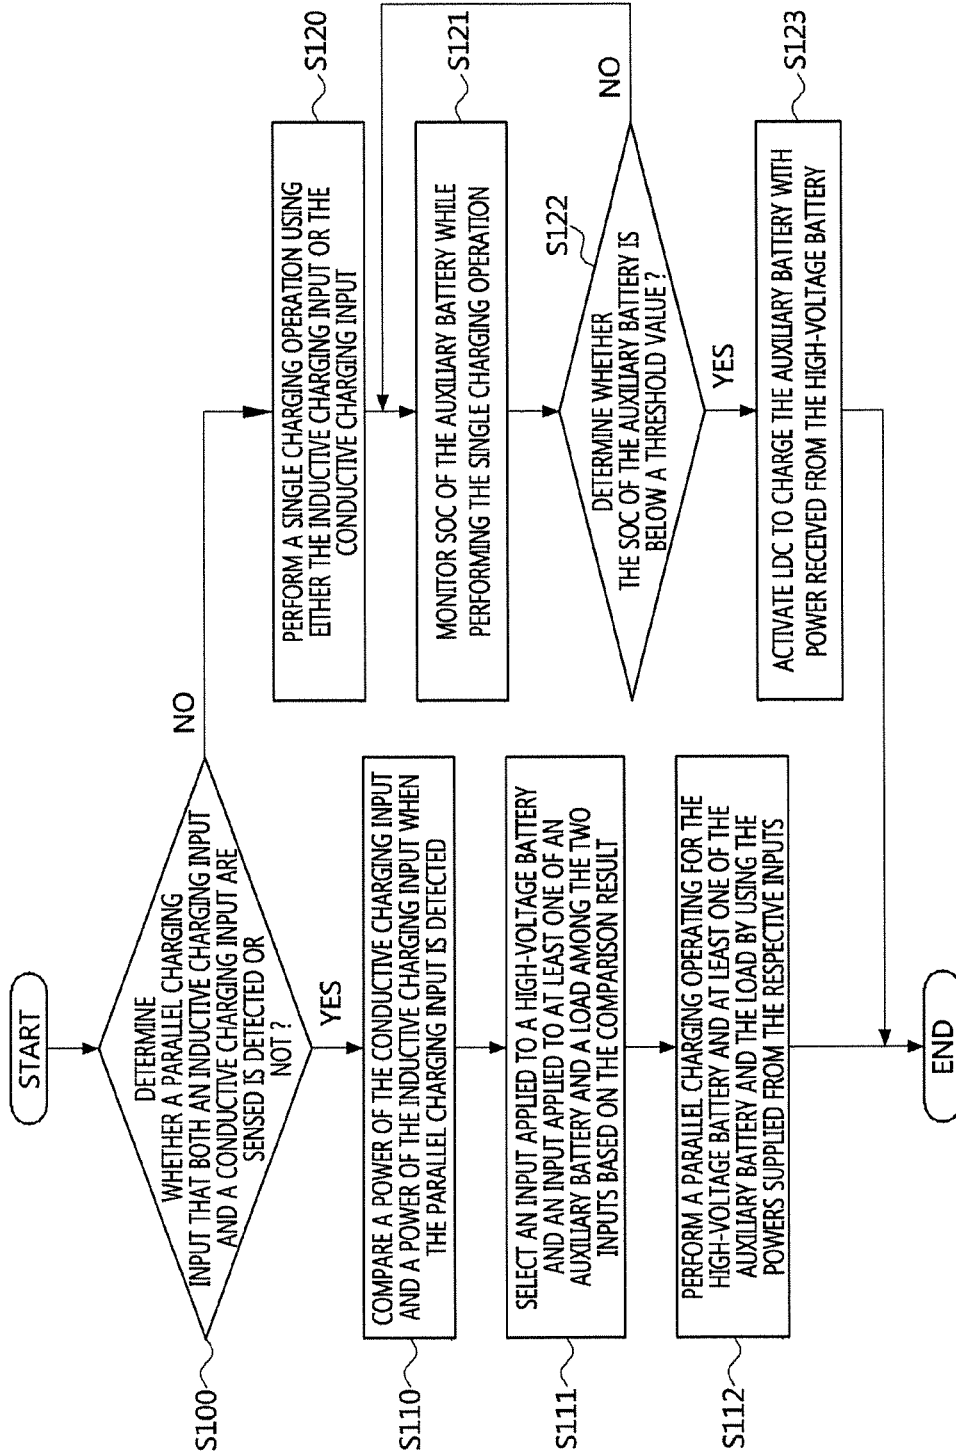 START
DETERMINE
WHETHER A PARALLEL CHARGING
INPUT THAT BOTH AN INDUCTIVE CHARGING INPUT
AND A CONDUCTIVE CHARGING INPUT ARE
SENSED IS DETECTED OR
NOT ?
S100
NO
YES
COMPARE A POWER OF THE CONDUCTIVE CHARGING INPUT
AND A POWER OF THE INDUCTIVE CHARGING INPUT WHEN
THE PARALLEL CHARGING INPUT IS DETECTED
S110
SELECT AN INPUT APPLIED TO A HIGH-VOLTAGE BATTERY
AND AN INPUT APPLIED TO AT LEAST ONE OF AN
AUXILIARY BATTERY AND A LOAD AMONG THE TWO
INPUTS BASED ON THE COMPARISON RESULT
S111
PERFORM A PARALLEL CHARGING OPERATING FOR THE
HIGH-VOLTAGE BATTERY AND AT LEAST ONE OF THE
AUXILIARY BATTERY AND THE LOAD BY USING THE
POWERS SUPPLIED FROM THE RESPECTIVE INPUTS
S112
PERFORM A SINGLE CHARGING OPERATION USING
EITHER THE INDUCTIVE CHARGING INPUT OR THE
CONDUCTIVE CHARGING INPUT
S120
MONITOR SOC OF THE AUXILIARY BATTERY WHILE
PERFORMING THE SINGLE CHARGING OPERATION
S121
DETERMINE WHETHER
THE SOC OF THE AUXILIARY BATTERY IS
BELOW A THRESHOLD VALUE ?
S122
NO
YES
ACTIVATE LDC TO CHARGE THE AUXILIARY BATTERY WITH
POWER RECEIVED FROM THE HIGH-VOLTAGE BATTERY
S123
END